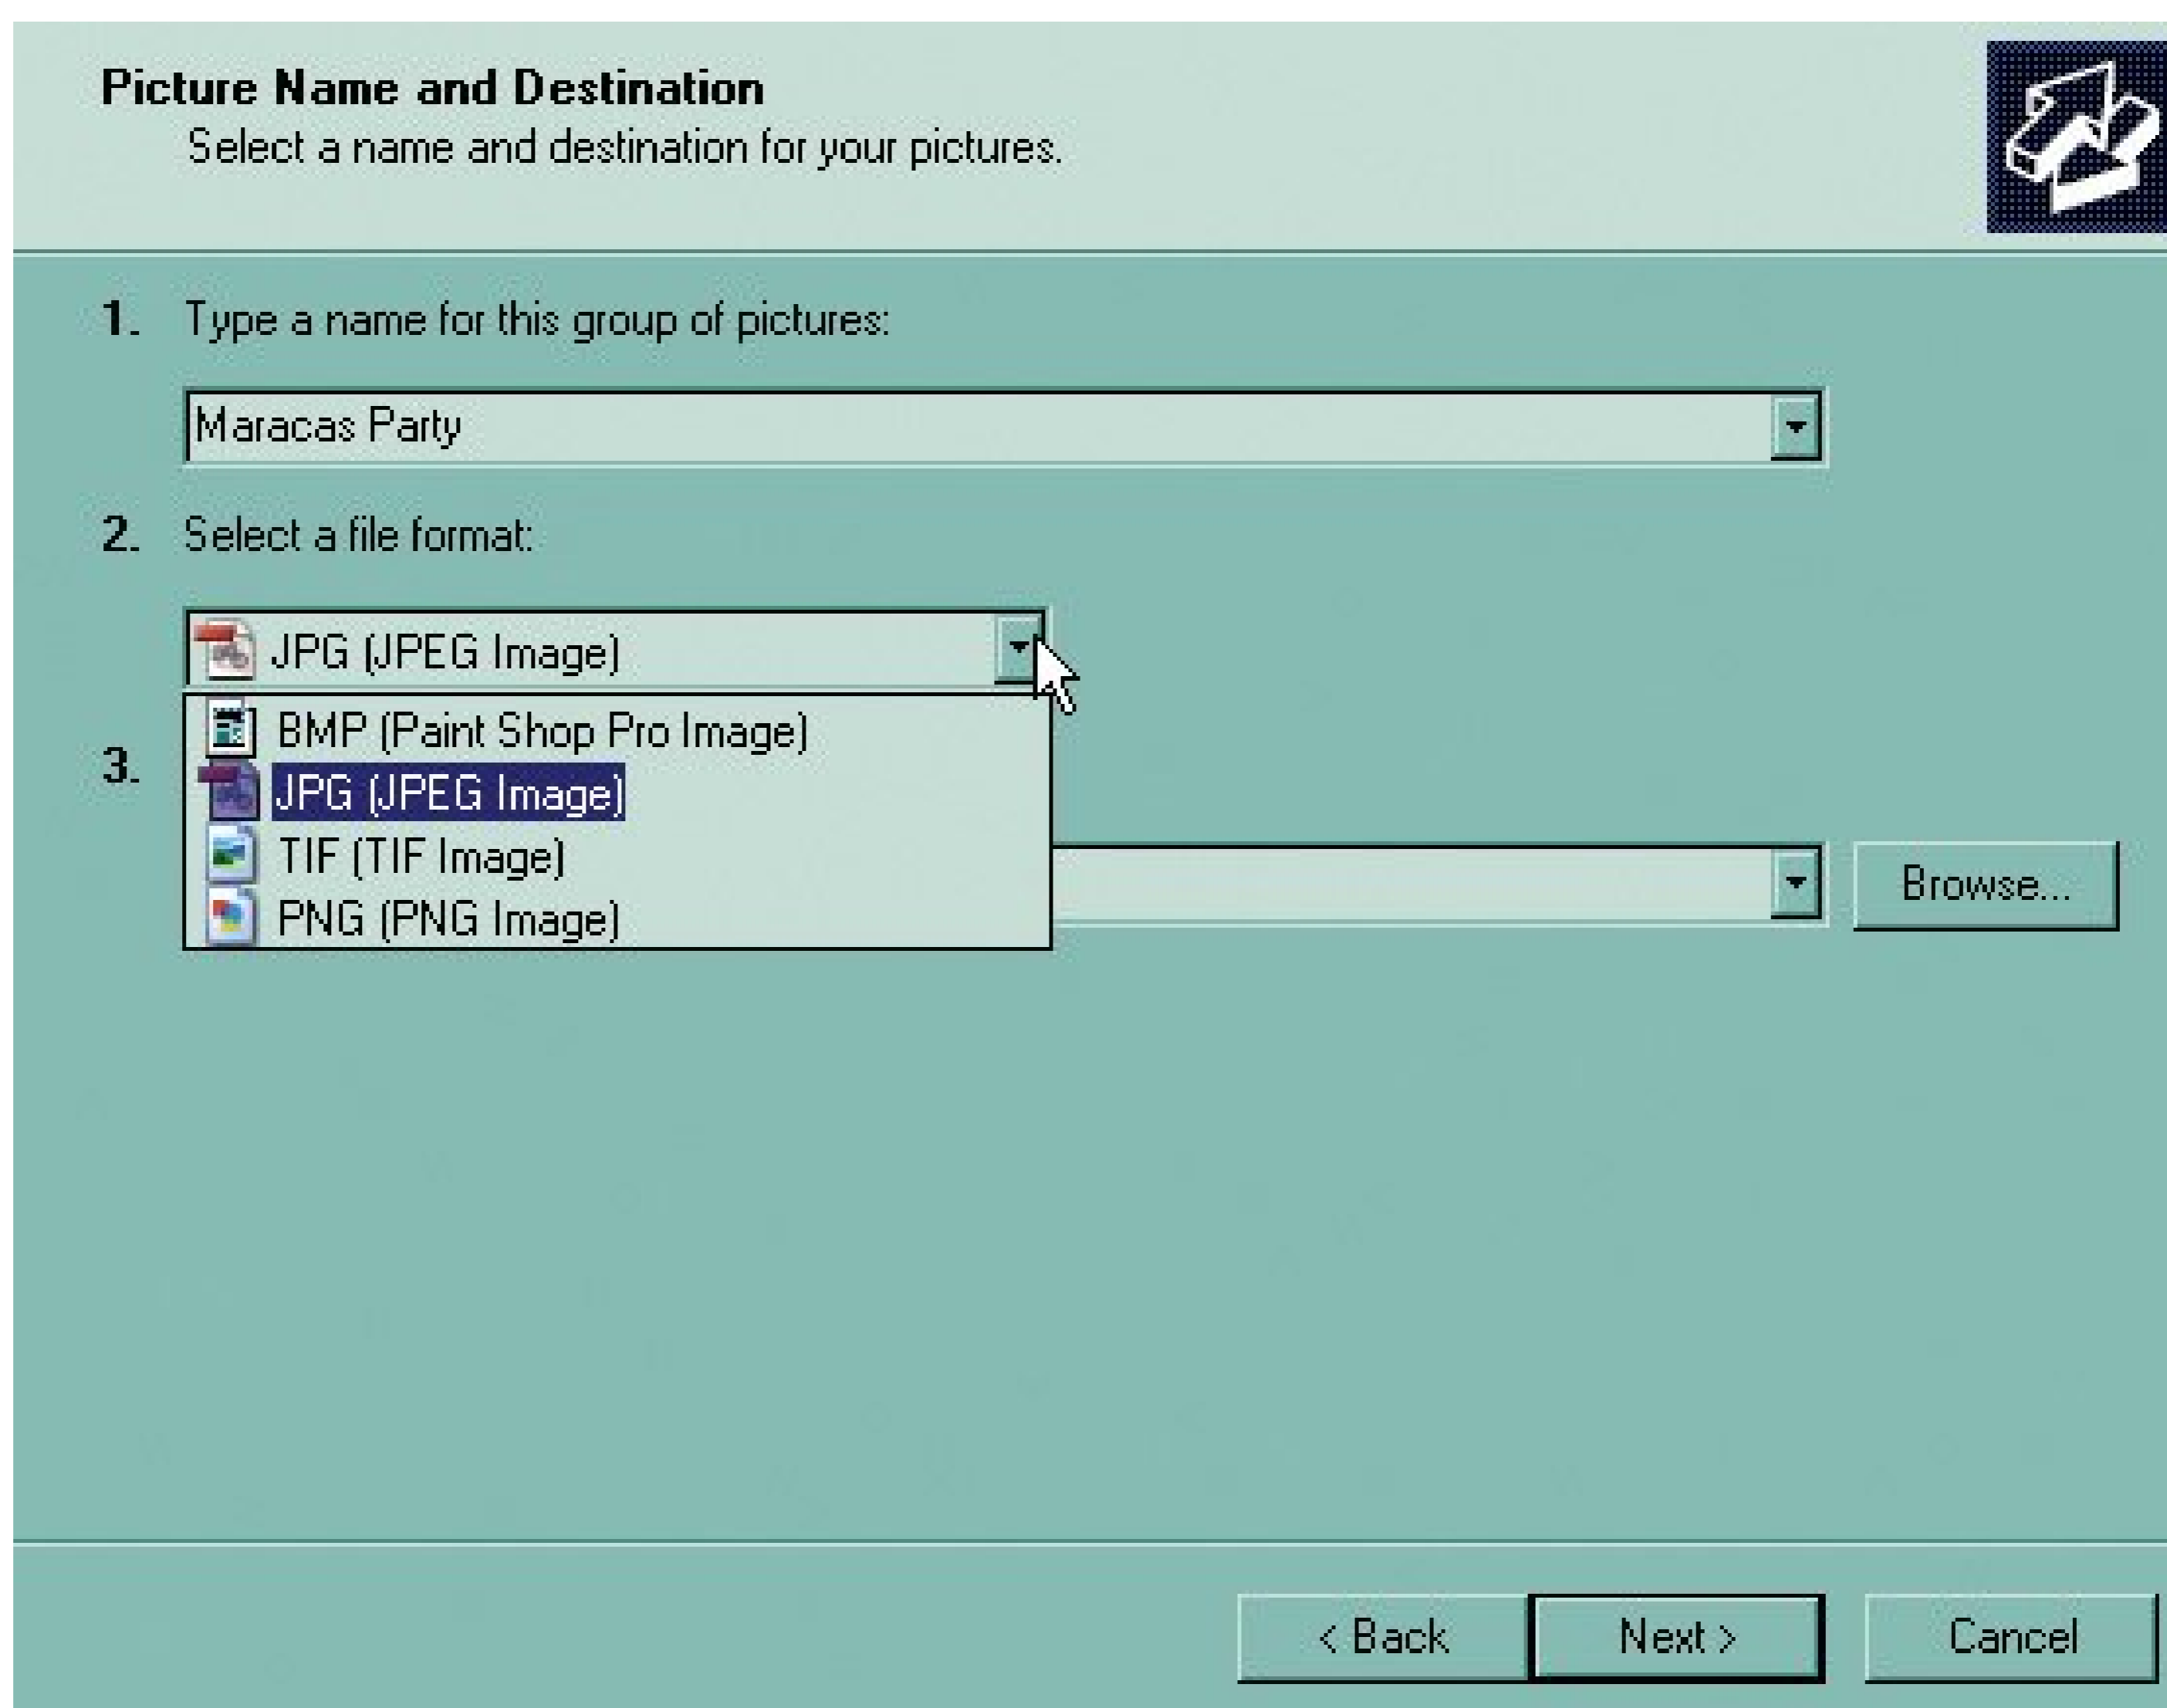 Picture Name and Destination
Select a name and destination for your pictures.
1. Type a name for this group of pictures:
Maracas Party
2. Select a file format:
JPG (JPEG Image)
BMP (Paint Shop Pro Image)
3.
JPG (JPEG Image)
TIF (TIF Image)
Browse...
PNG (PNG Image)
< Back Next > Cancel